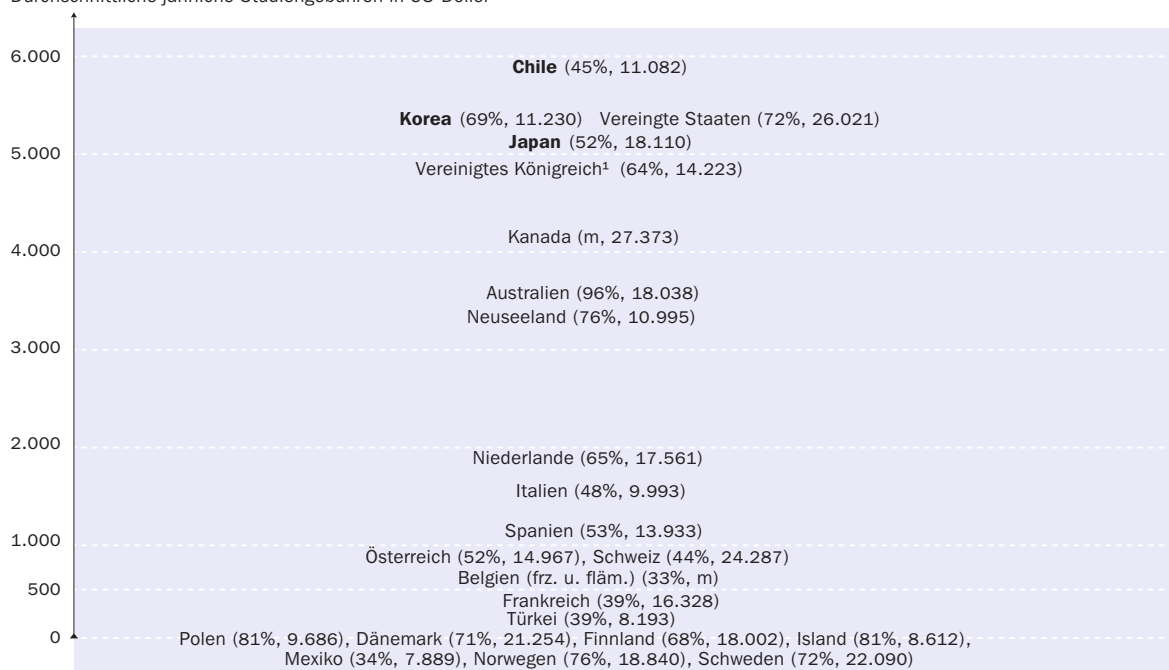 Durchschnittliche jährliche Studiengebühren in US-Dollar
6.000
Chile (45%, 11.082)
Korea (69%, 11.230) Vereingte Staaten (72%, 26.021)
Japan (52%, 18.110)
5.000
Vereinigtes Königreich¹ (64%, 14.223)
Kanada (m, 27.373)
4.000
Australien (96%, 18.038)
Neuseeland (76%, 10.995)
3.000
2.000
Niederlande (65%, 17.561)
Italien (48%, 9.993)
Spanien (53%, 13.933)
1.000
Österreich (52%, 14.967), Schweiz (44%, 24.287)
Belgien (frz. u. fläm.) (33%, m)
500
Frankreich (39%, 16.328)
Türkei (39%, 8.193)
0
Polen (81%, 9.686), Dänemark (71%, 21.254), Finnland (68%, 18.002), Island (81%, 8.612),
Mexiko (34%, 7.889), Norwegen (76%, 18.840), Schweden (72%, 22.090)